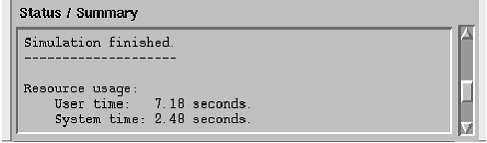 Status / Summary
Simulation finished.
--------------------
Resource usage:
User time: 7.18 seconds.
System time: 2.48 seconds.